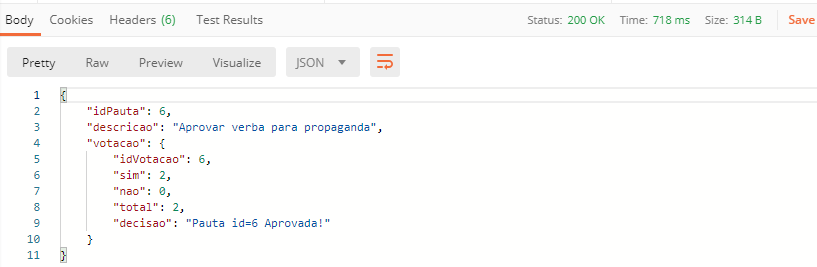 Body Cookies Headers (6) Test Results Status: 200 OK Time: 718 ms Size: 314 B Save
Pretty Raw Preview Visualize JSON
1 {
2 "idPauta": 6,
3 "descricao": "Aprovar verba para propaganda",
4 "votacao": {
5 "idVotacao": 6,
6 "sim": 2,
7 "nao": 0,
8 "total": 2,
9 "decisao": "Pauta id=6 Aprovada!"
10 }
11 }